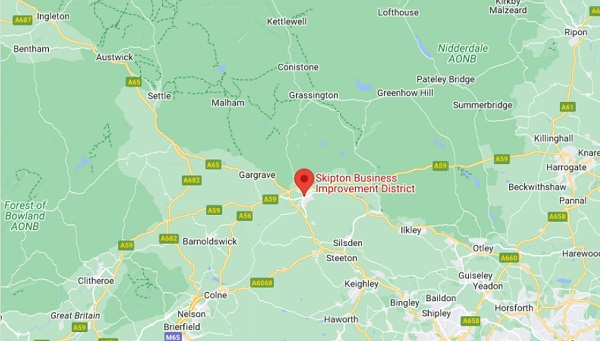 A687
Ingleton
Kettlewell
Lofthouse
Kirkby
Malzeard
Ripon
Bentham
Austwick
Nidderdale
AONB
Conistone
A65
Settle
Malham
Grassington
Pateley Bridge
Greenhow Hill
Summerbridge
A61
Killinghall
Knare
A65
Gargrave
Skipton Business
Improvement District
A59
A59
Harrogate
A682
Beckwithshaw
Pannal
Forest of
Bowland
AONB
A59
A59
A56
A658
A682
A59
Barnoldswick
Ilkley
Silsden
Otley
Harewood
Steeton
A660
Clitheroe
A6068
Guiseley
Yeadon
Keighley
Colne
Great Britain
Nelson
Bingley
Baildon
A658
Horsforth
A59
Brierfield
Haworth
Shipley
M65